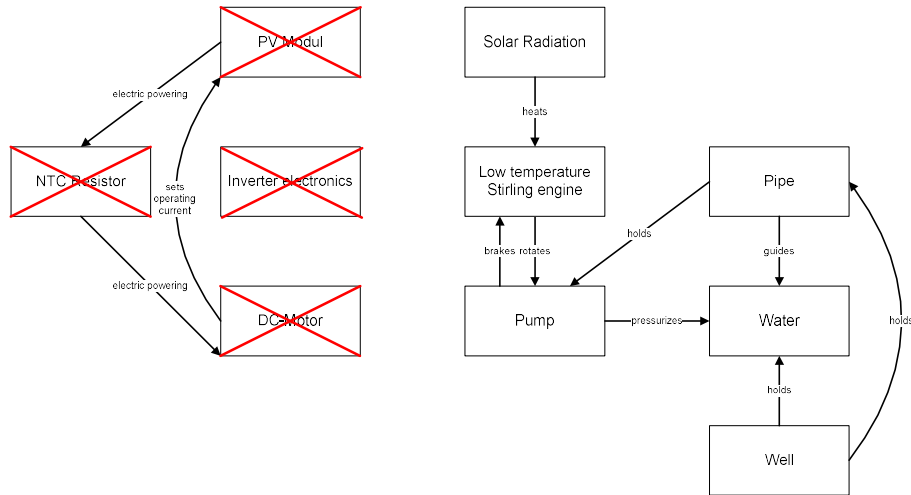 PV Modul
Solar Radiation
electric powering
heats
NTC Resistor
Inverter electronics
Low temperature
Stirling engine
Pipe
sets
operating
current
holds
brakes
rotates
guides
electric powering
DC-Motor
Pump
pressurizes
Water
holds
holds
Well